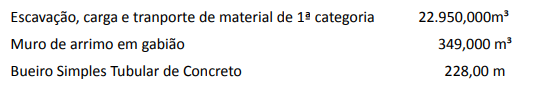 Escavação, carga e tranporte de material de 1ª categoria 22.950,000m³
Muro de arrimo em gabião 349,000 m³
Bueiro Simples Tubular de Concreto 228,00 m